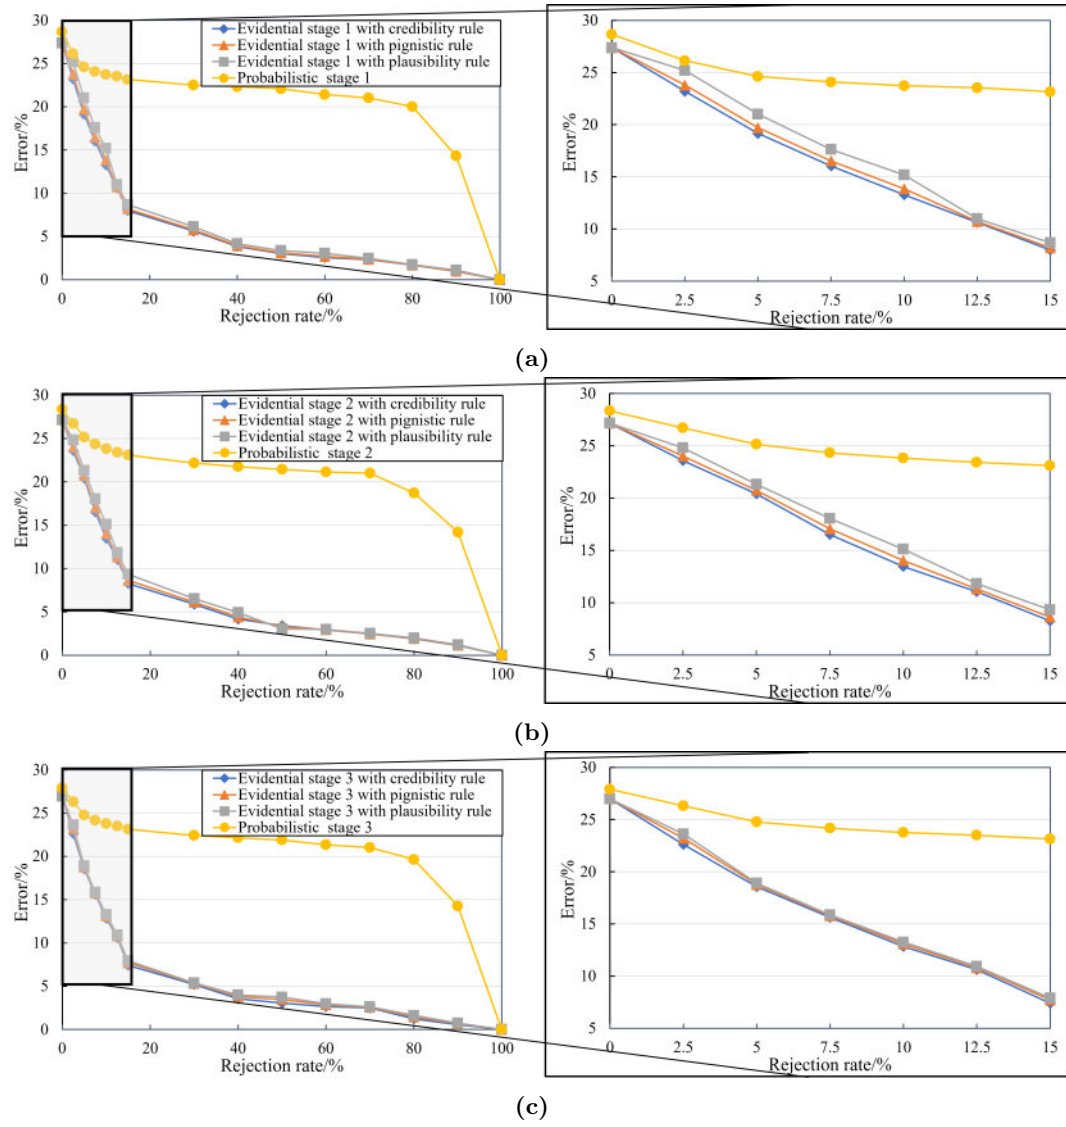 30
25
20
15
10
5
0
Error/%
0 20 40 60 80 100
Rejection rate/%
Evidential stage 1 with credibility rule
Evidential stage 1 with pignistic rule
Evidential stage 1 with plausibility rule
Probabilistic stage 1
30
25
20
15
10
5
Error/%
0 2.5 5 7.5 10 12.5 15
Rejection rate/%
(a)
30
25
20
15
10
5
0
Error/%
0 20 40 60 80 100
Rejection rate/%
Evidential stage 2 with credibility rule
Evidential stage 2 with pignistic rule
Evidential stage 2 with plausibility rule
Probabilistic stage 2
30
25
20
15
10
5
Error/%
0 2.5 5 7.5 10 12.5 15
Rejection rate/%
(b)
30
25
20
15
10
5
0
Error/%
0 20 40 60 80 100
Rejection rate/%
Evidential stage 3 with credibility rule
Evidential stage 3 with pignistic rule
Evidential stage 3 with plausibility rule
Probabilistic stage 3
30
25
20
15
10
5
Error/%
0 2.5 5 7.5 10 12.5 15
Rejection rate/%
(c)